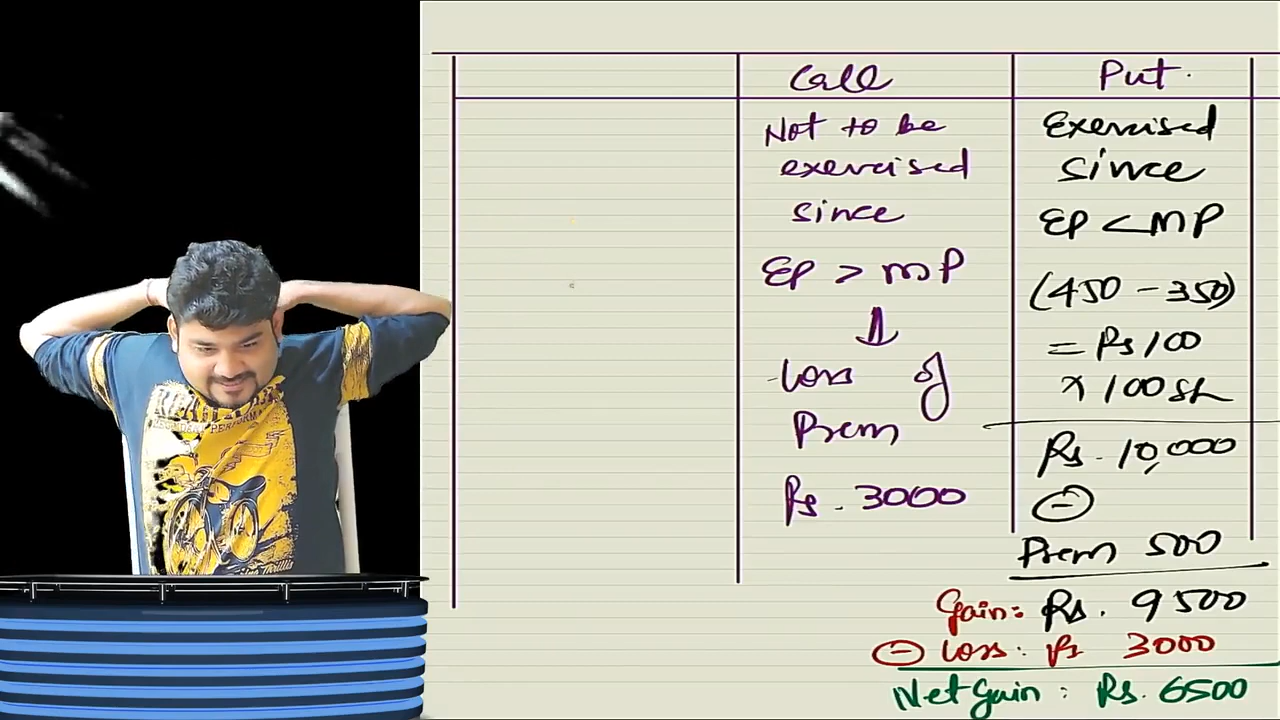 Call
Not to be
exercised
since
EP > MP
Loss of
Prem
Rs. 3000
Put.
Exercised
since
EP < MP
(450 - 350)
= Rs 100
× 100 sh
Rs. 10,000
(-)
Prem 500
Gain: Rs. 9500
(-) Loss: Rs 3000
Net Gain: Rs. 6500